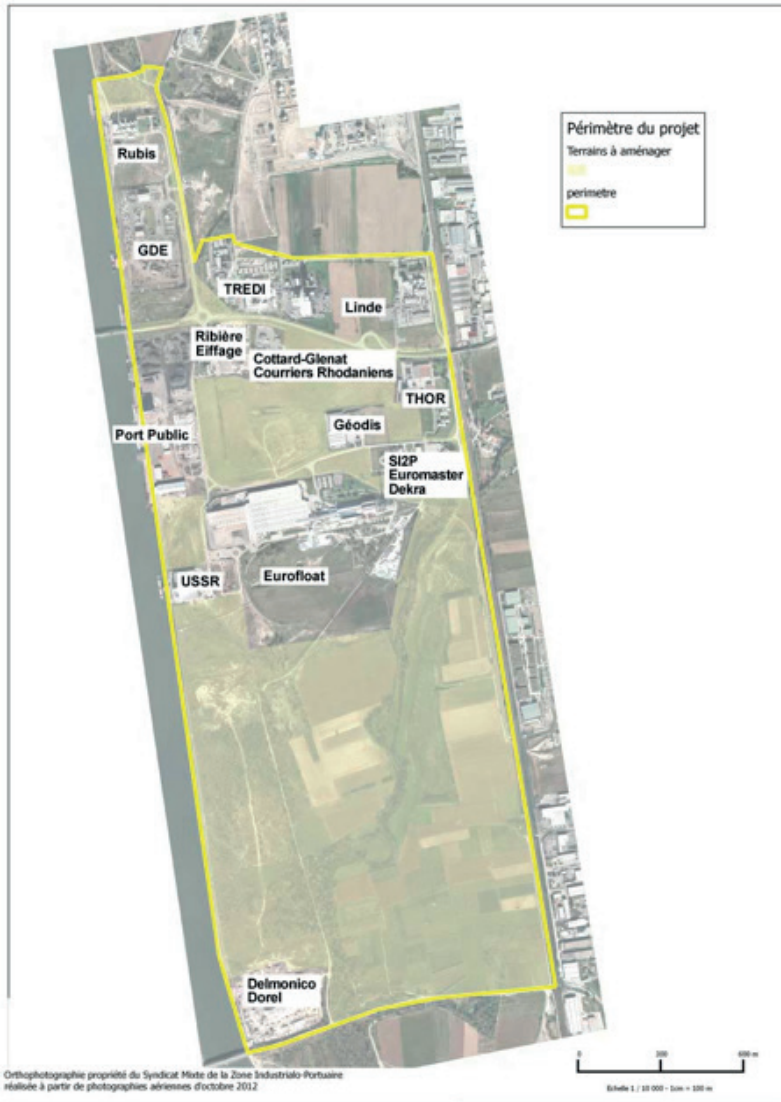 Périmètre du projet
Terrains à aménager
perimetre
Rubis
GDE
TREDI
Linde
Ribière
Eiffage
Cottard-Glenat
Courriers Rhodaniens
THOR
Géodis
Port Public
SI2P
Euromaster
Dekra
USSR
Eurofloat
Delmonico
Dorel
Orthophotographie propriété du Syndicat Mixte de la Zone Industrialo-Portuaire
réalisée à partir de photographies aériennes d'octobre 2012
0
Echelle 1 / 10 000 - 1cm = 100 m